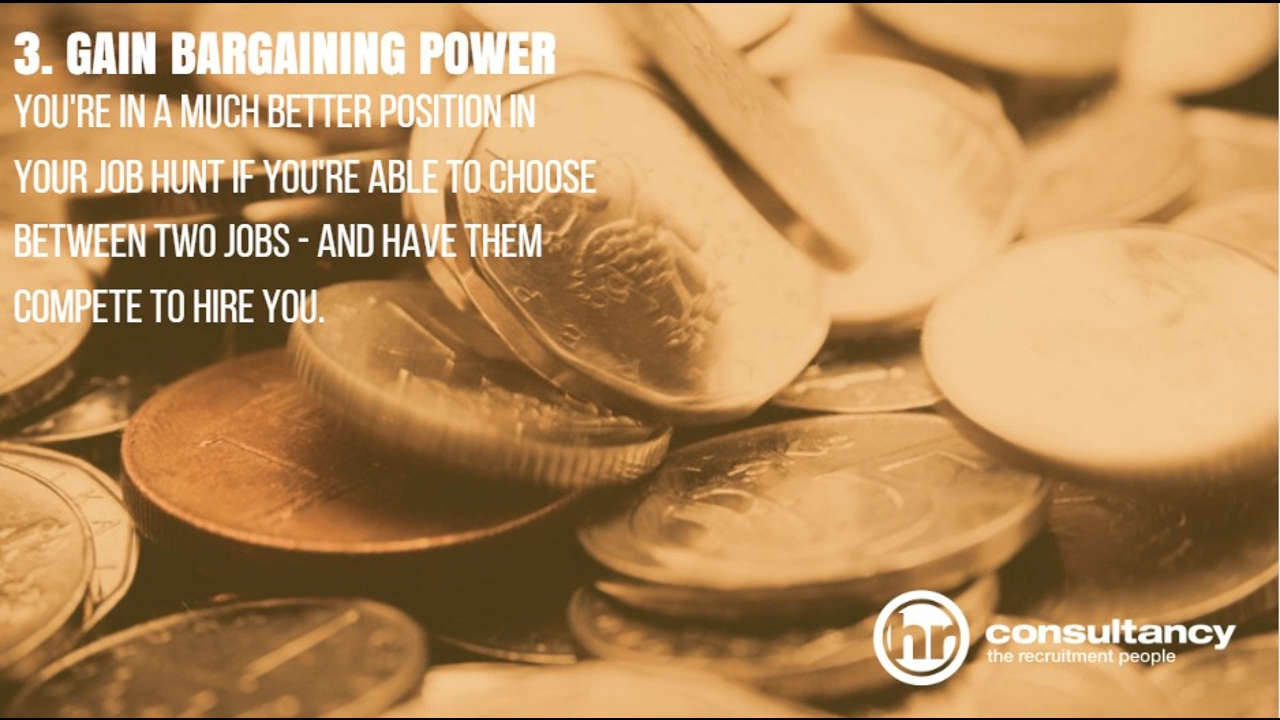 3. GAIN BARGAINING POWER
YOU'RE IN A MUCH BETTER POSITION IN
YOUR JOB HUNT IF YOU'RE ABLE TO CHOOSE
BETWEEN TWO JOBS - AND HAVE THEM
COMPETE TO HIRE YOU.
hr consultancy
the recruitment people